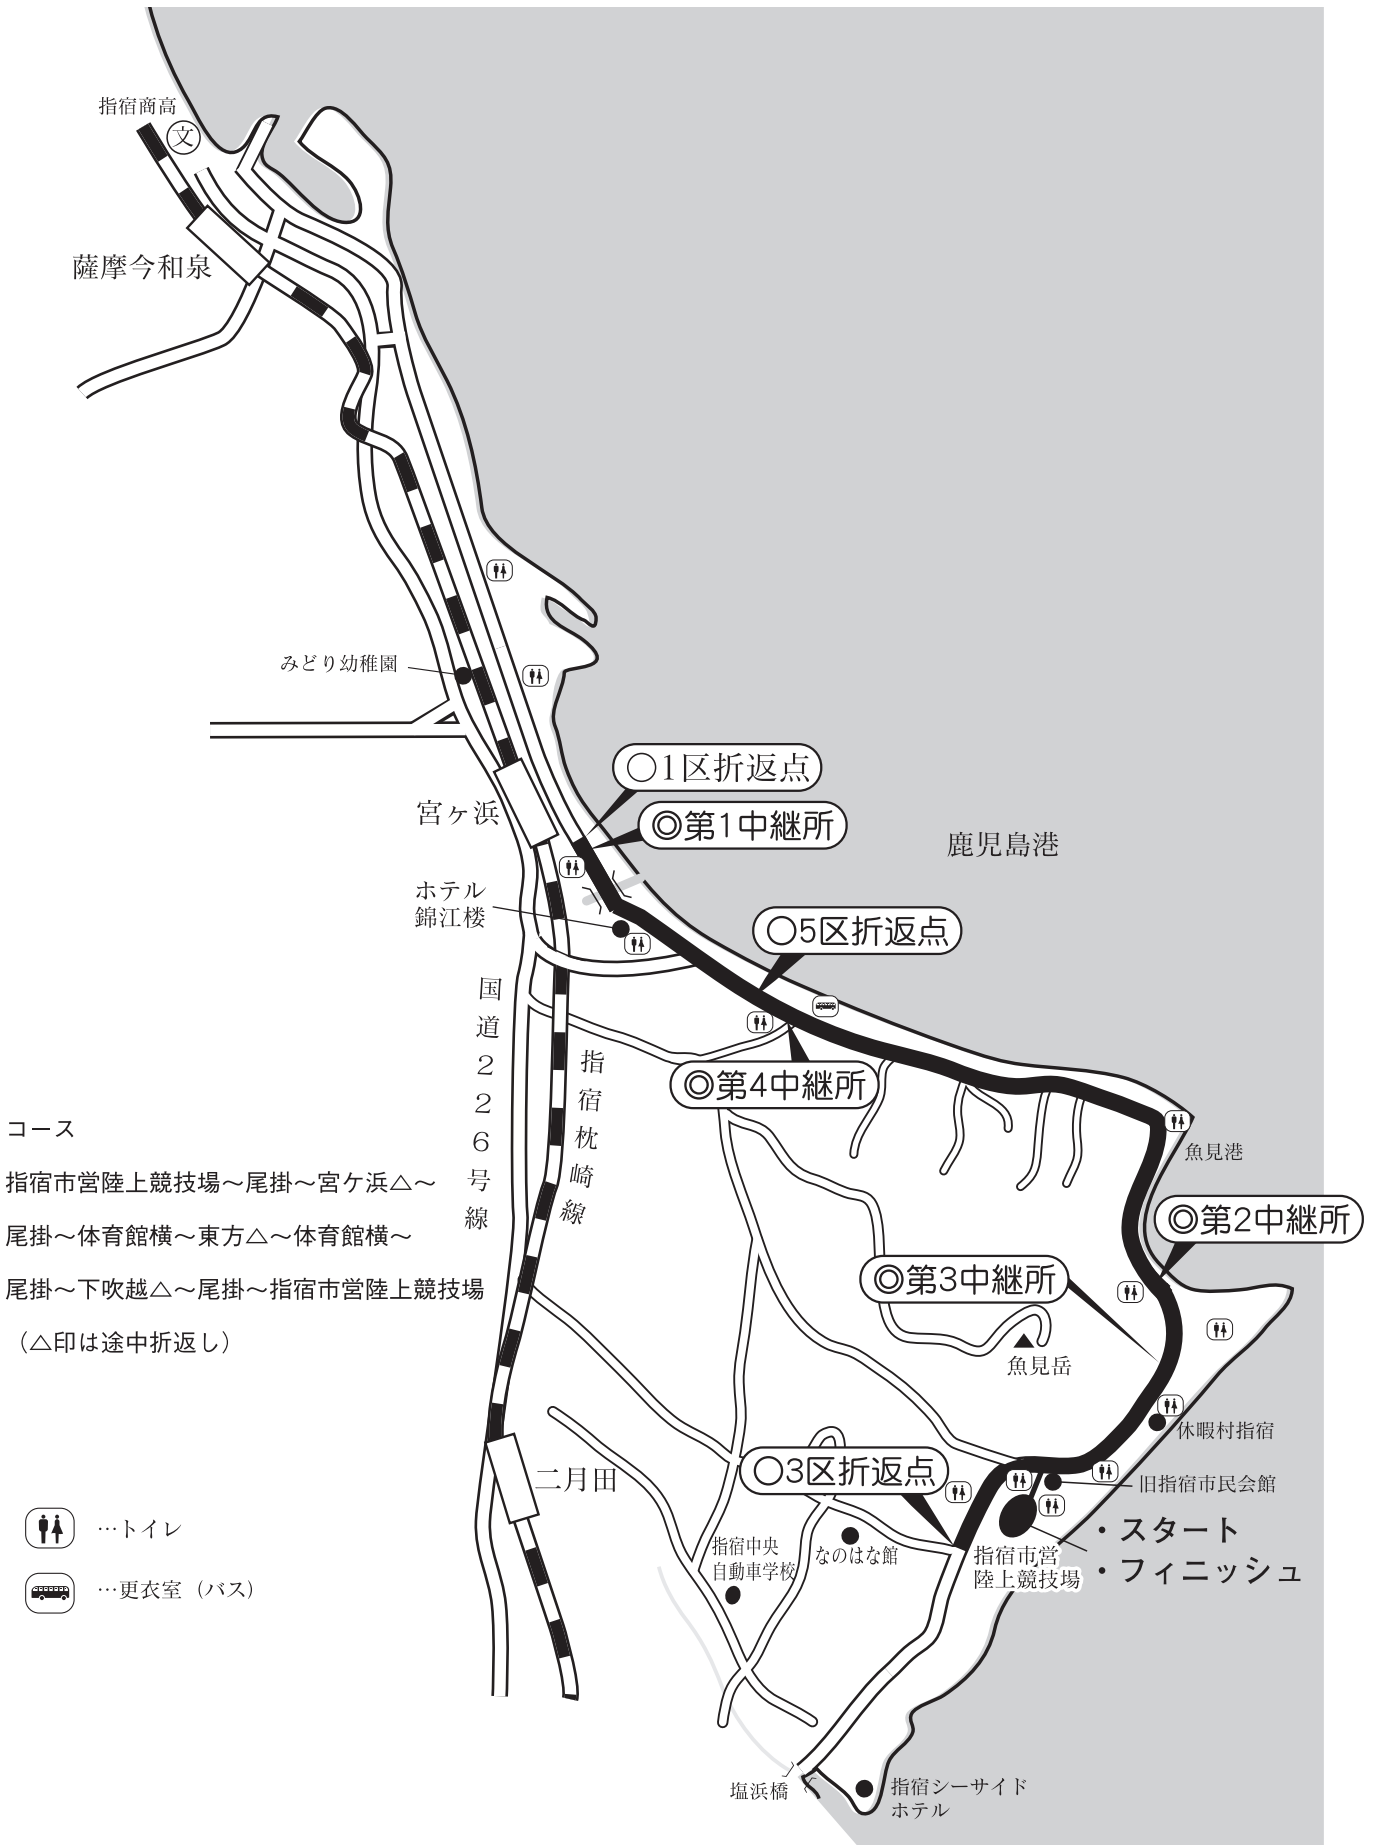 指宿商高
文
薩摩今和泉
みどり幼稚園
○1区折返点
宮ヶ浜
◎第1中継所
鹿児島港
ホテル
錦江楼
○5区折返点
国道226号線
指宿枕崎線
◎第4中継所
コース
指宿市営陸上競技場～尾掛～宮ケ浜△～
尾掛～体育館横～東方△～体育館横～
尾掛～下吹越△～尾掛～指宿市営陸上競技場
（△印は途中折返し）
魚見港
◎第2中継所
◎第3中継所
魚見岳
休暇村指宿
○3区折返点
二月田
旧指宿市民会館
・スタート
・フィニッシュ
…トイレ
…更衣室（バス）
指宿中央
自動車学校
なのはな館
指宿市営
陸上競技場
塩浜橋
指宿シーサイド
ホテル